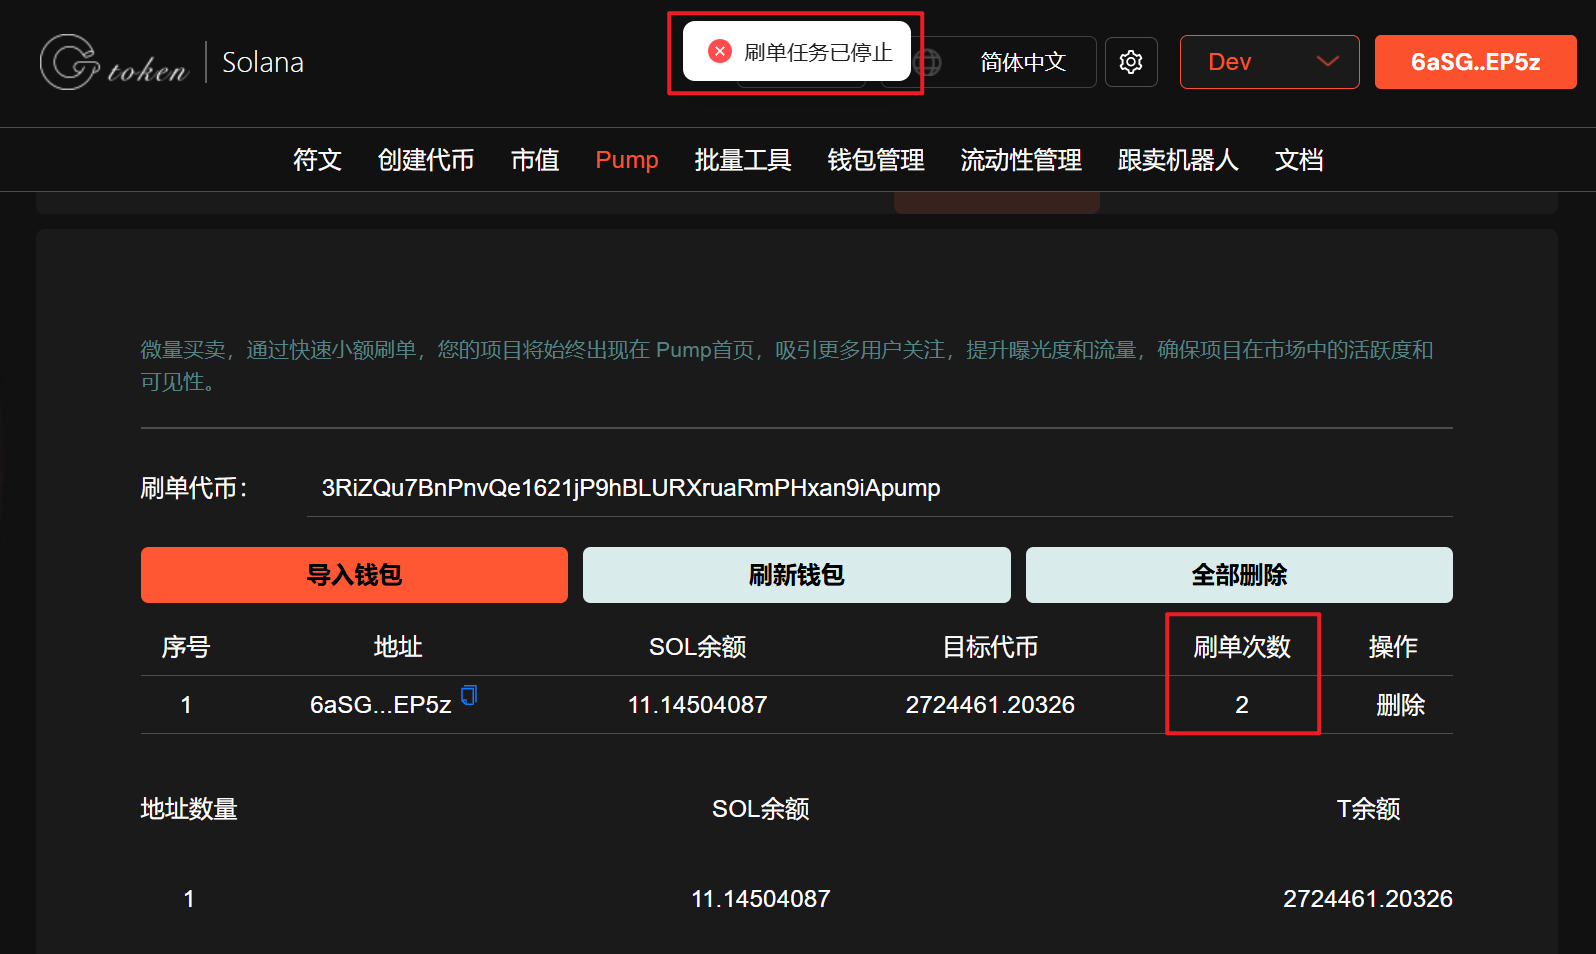 Gtoken
Solana
刷单任务已停止
简体中文
Dev
6aSG..EP5z
符文
创建代币
市值
Pump
批量工具
钱包管理
流动性管理
跟卖机器人
文档
微量买卖，通过快速小额刷单，您的项目将始终出现在 Pump首页，吸引更多用户关注，提升曝光度和流量，确保项目在市场中的活跃度和
可见性。
刷单代币：
3RiZQu7BnPnvQe1621jP9hBLURXruaRmPHxan9iApump
导入钱包
刷新钱包
全部删除
序号 地址 SOL余额 目标代币 刷单次数 操作
1 6aSG...EP5z 11.14504087 2724461.20326 2 删除
地址数量 SOL余额 T余额
1 11.14504087 2724461.20326